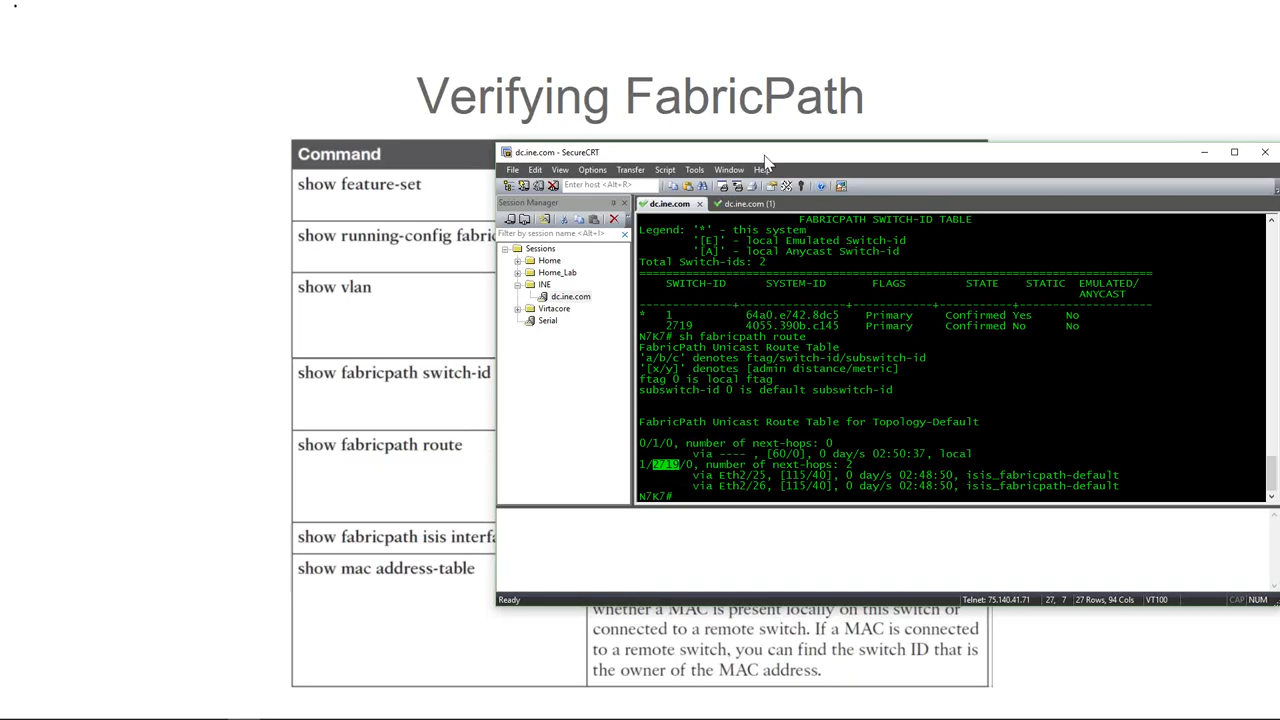 Verifying FabricPath
Command
show feature-set
show running-config fabric
show vlan
show fabricpath switch-id
show fabricpath route
show fabricpath isis interfa
show mac address-table
whether a MAC is present locally on this switch or
connected to a remote switch. If a MAC is connected
to a remote switch, you can find the switch ID that is
the owner of the MAC address.
dc.ine.com - SecureCRT
File Edit View Options Transfer Script Tools Window Help
Enter host <Alt+R>
Session Manager
Filter by session name <Alt+I>
Sessions
Home
Home_Lab
INE
dc.ine.com
Virtacore
Serial
dc.ine.com dc.ine.com (1)
FABRICPATH SWITCH-ID TABLE
Legend: '*' - this system
'[E]' - local Emulated Switch-id
'[A]' - local Anycast Switch-id
Total Switch-ids: 2
=============================================================================
SWITCH-ID SYSTEM-ID FLAGS STATE STATIC EMULATED/
ANYCAST
--------------+----------------+------------+-----------+--------------------
* 1 64a0.e742.8dc5 Primary Confirmed Yes No
2719 4055.390b.c145 Primary Confirmed No No
N7K7# sh fabricpath route
FabricPath Unicast Route Table
'a/b/c' denotes ftag/switch-id/subswitch-id
'[x/y]' denotes [admin distance/metric]
ftag 0 is local ftag
subswitch-id 0 is default subswitch-id
FabricPath Unicast Route Table for Topology-Default
0/1/0, number of next-hops: 0
via ---- , [60/0], 0 day/s 02:50:37, local
1/2719/0, number of next-hops: 2
via Eth2/25, [115/40], 0 day/s 02:48:50, isis_fabricpath-default
via Eth2/26, [115/40], 0 day/s 02:48:50, isis_fabricpath-default
N7K7#
Ready Telnet: 75.140.41.71 27, 7 27 Rows, 94 Cols VT100 CAP NUM